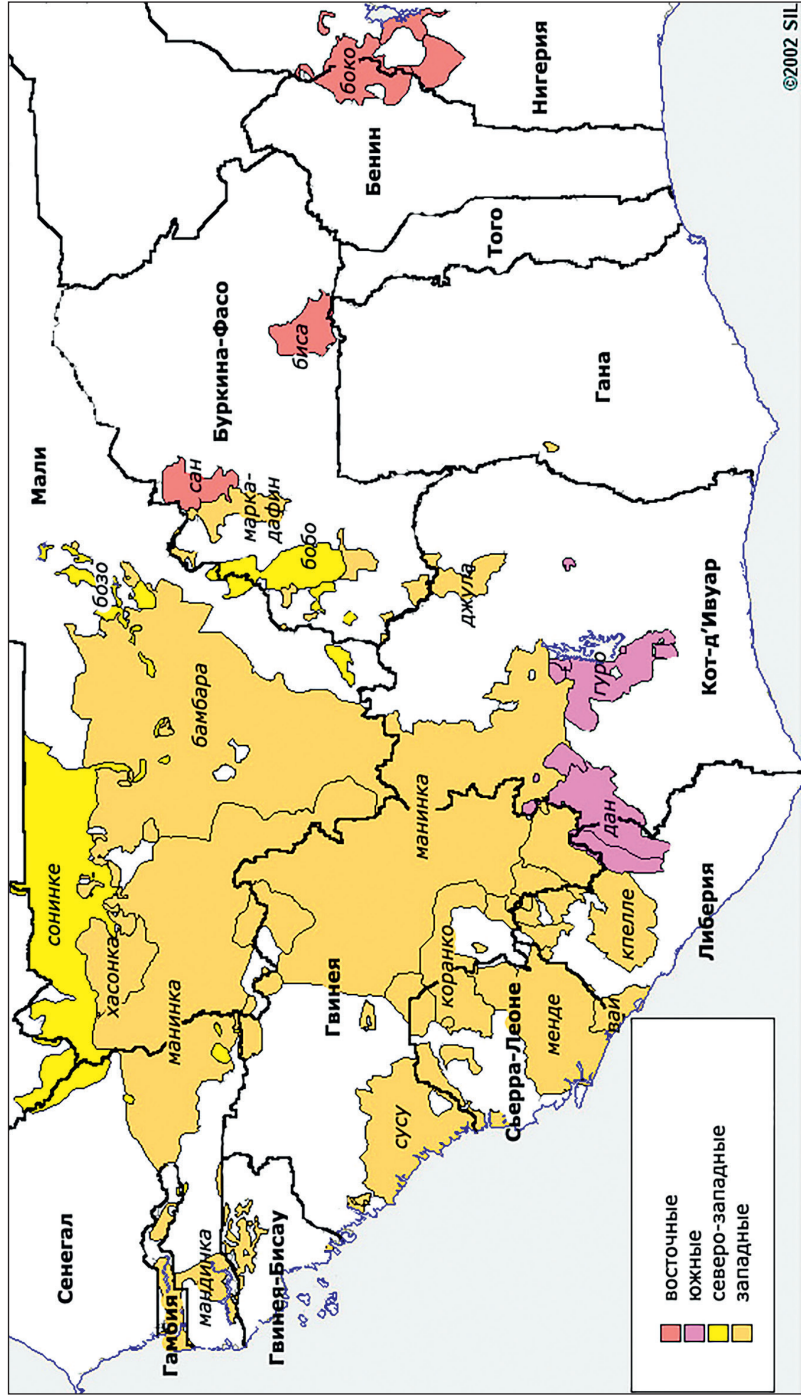 Сенегал
Мали
сонинке
бозо
сан
хасонка
бамбара
марка-
дафин
Буркина-Фасо
боко
Гамбия
мандинка
манинка
бобо
биса
Бенин
Гвинея-Бисау
Гвинея
манинка
джула
Того
Нигерия
сусу
коранко
Сьерра-Леоне
менде
вай
кпелле
дан
гуро
Гана
Либерия
Кот-д'Ивуар
восточные
южные
северо-западные
западные
©2002 SIL